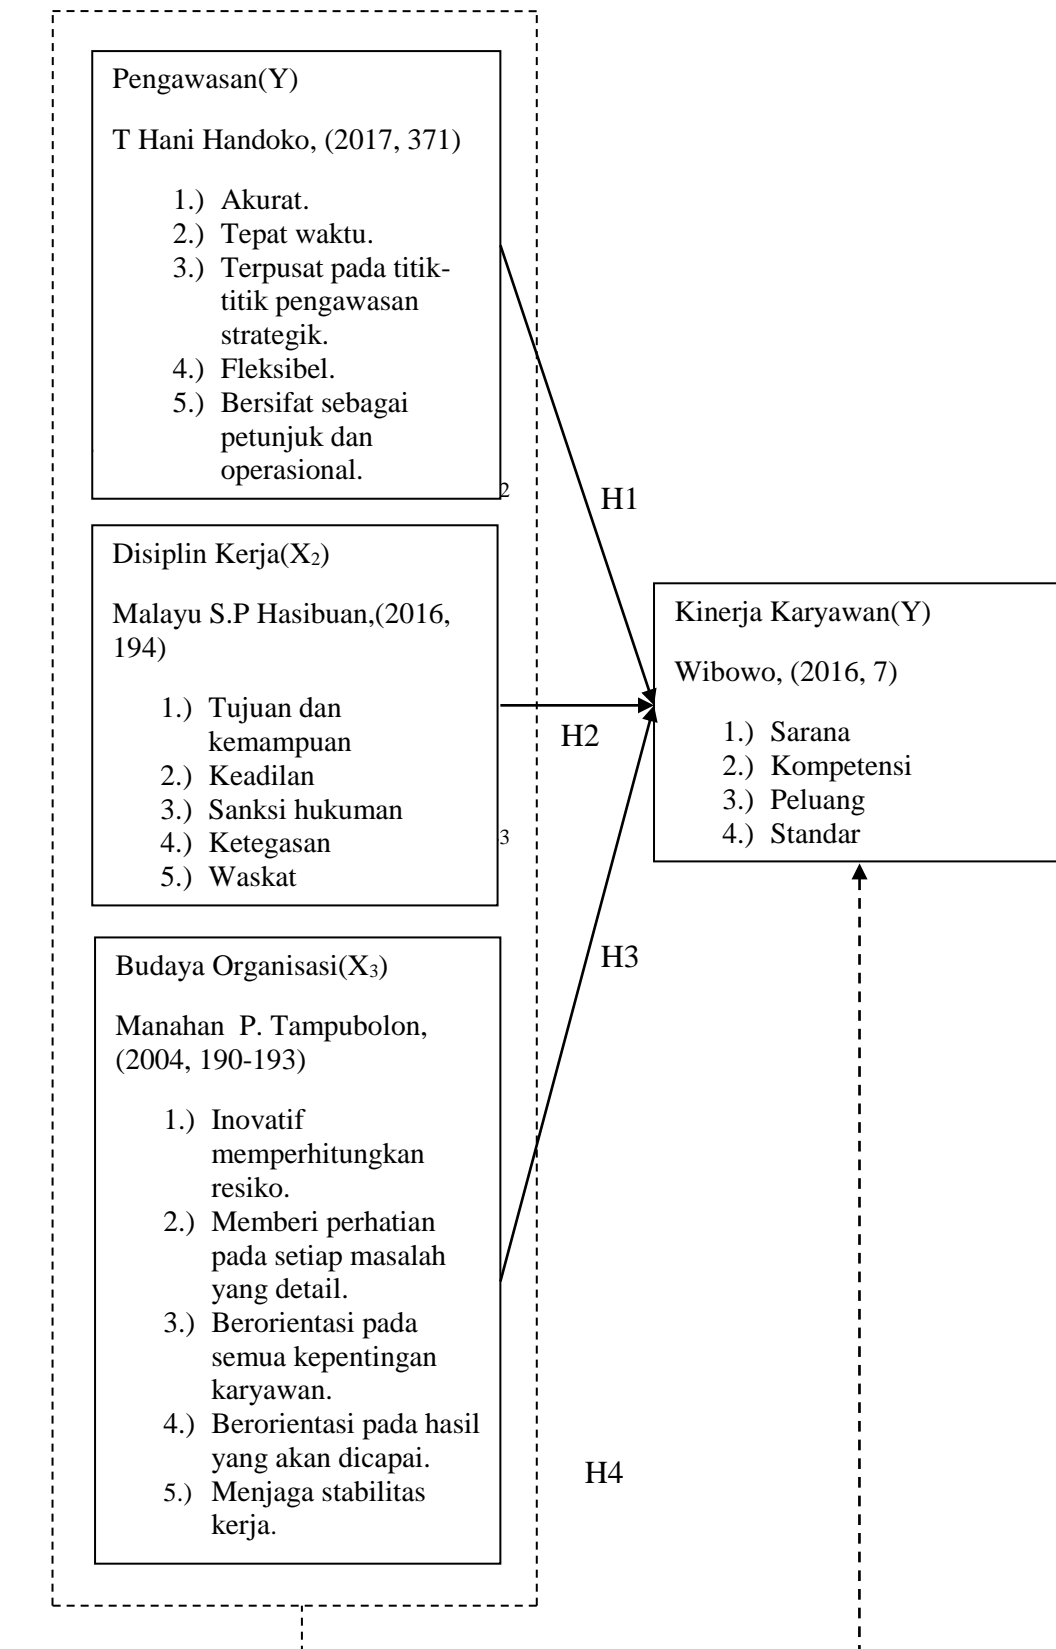 Pengawasan(Y)
T Hani Handoko, (2017, 371)
1.) Akurat.
2.) Tepat waktu.
3.) Terpusat pada titik-
titik pengawasan
strategik.
4.) Fleksibel.
5.) Bersifat sebagai
petunjuk dan
operasional.
2
H1
Disiplin Kerja(X₂)
Malayu S.P Hasibuan,(2016,
194)
1.) Tujuan dan
kemampuan
2.) Keadilan
3.) Sanksi hukuman
4.) Ketegasan
5.) Waskat
3
H2
Kinerja Karyawan(Y)
Wibowo, (2016, 7)
1.) Sarana
2.) Kompetensi
3.) Peluang
4.) Standar
H3
Budaya Organisasi(X₃)
Manahan P. Tampubolon,
(2004, 190-193)
1.) Inovatif
memperhitungkan
resiko.
2.) Memberi perhatian
pada setiap masalah
yang detail.
3.) Berorientasi pada
semua kepentingan
karyawan.
4.) Berorientasi pada hasil
yang akan dicapai.
5.) Menjaga stabilitas
kerja.
H4